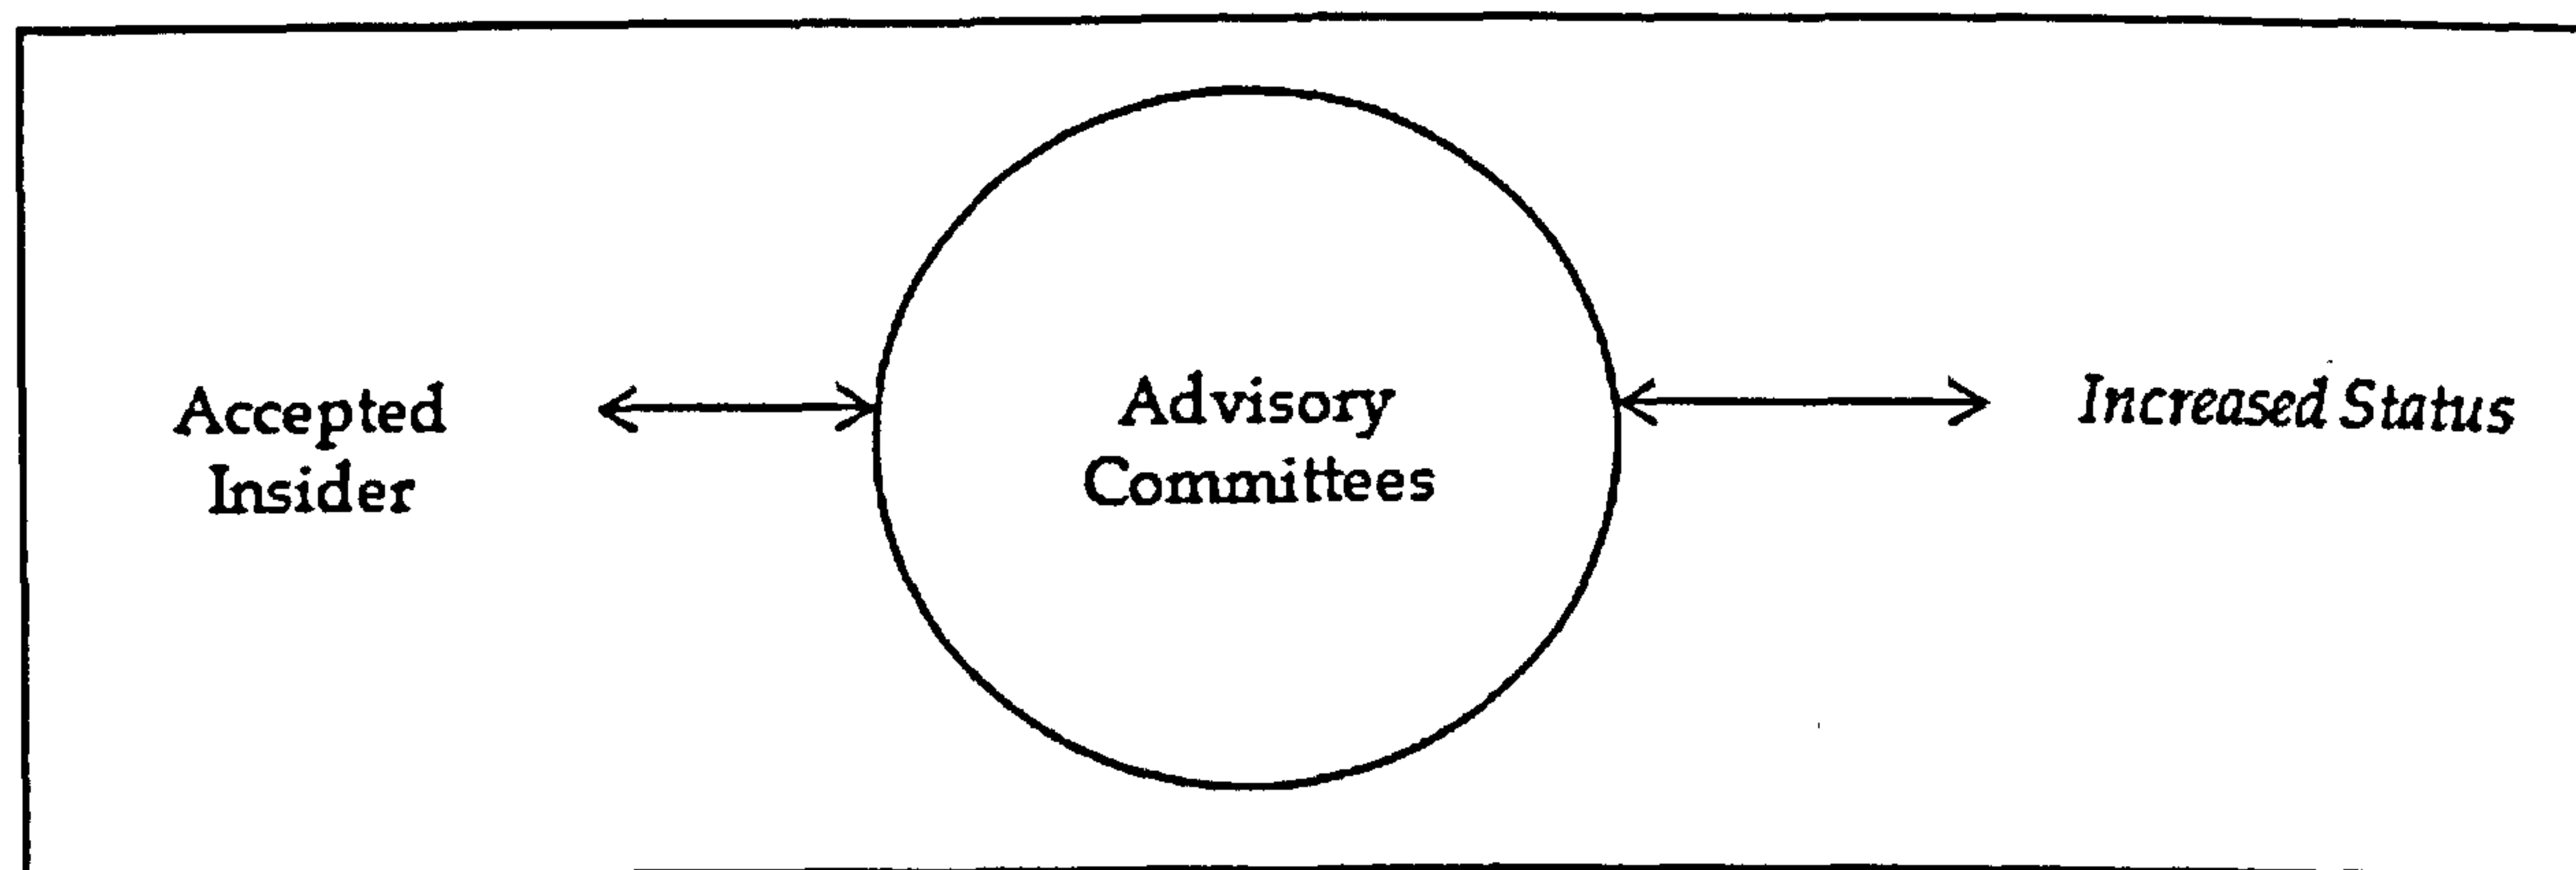 Accepted
Insider
Advisory
Committees
Increased Status